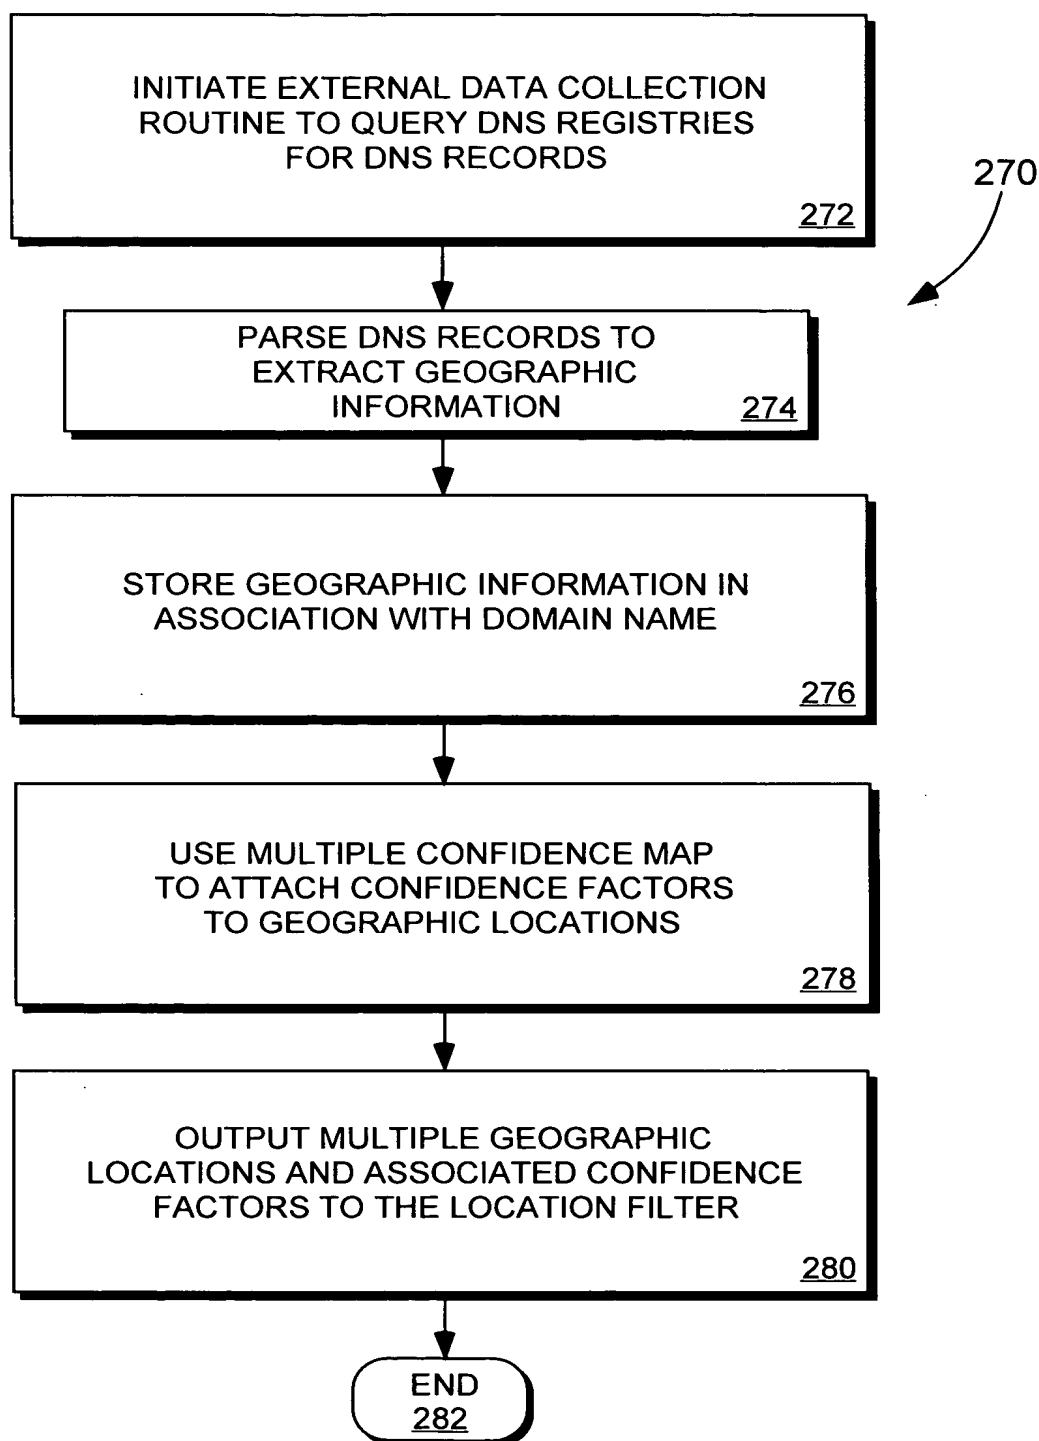 INITIATE EXTERNAL DATA COLLECTION
ROUTINE TO QUERY DNS REGISTRIES
FOR DNS RECORDS
272
270
PARSE DNS RECORDS TO
EXTRACT GEOGRAPHIC
INFORMATION
274
STORE GEOGRAPHIC INFORMATION IN
ASSOCIATION WITH DOMAIN NAME
276
USE MULTIPLE CONFIDENCE MAP
TO ATTACH CONFIDENCE FACTORS
TO GEOGRAPHIC LOCATIONS
278
OUTPUT MULTIPLE GEOGRAPHIC
LOCATIONS AND ASSOCIATED CONFIDENCE
FACTORS TO THE LOCATION FILTER
280
END
282